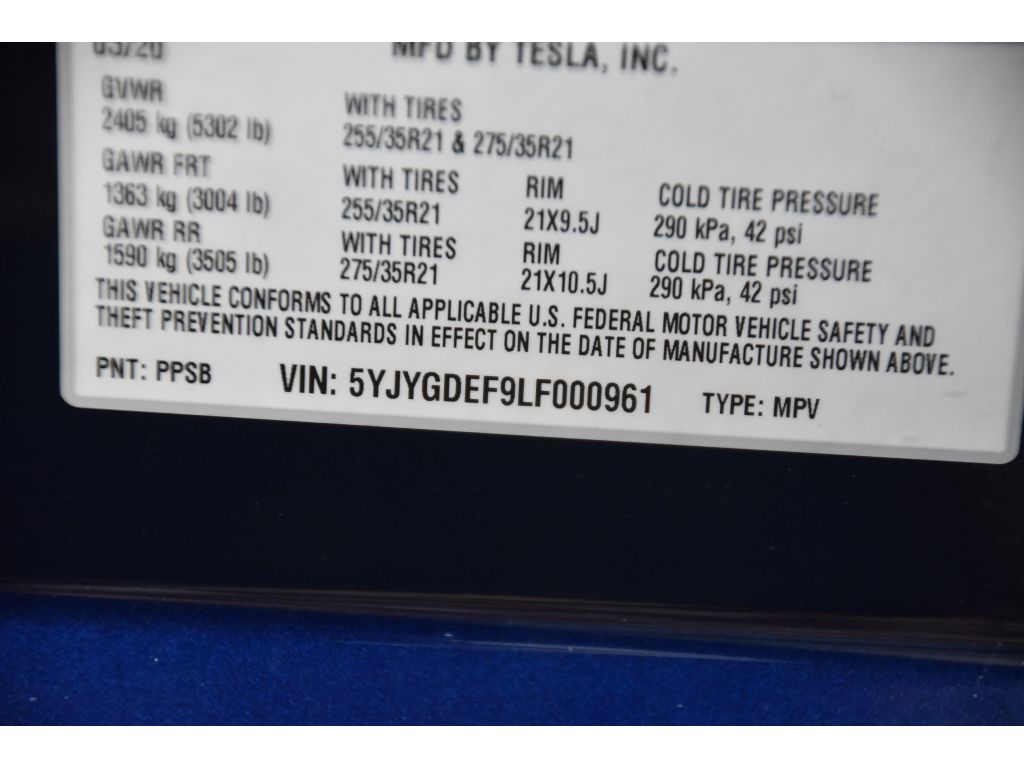 03/20 MFD BY TESLA, INC.
GVWR
2405 kg (5302 lb) WITH TIRES
255/35R21 & 275/35R21
GAWR FRT
1363 kg (3004 lb) WITH TIRES RIM COLD TIRE PRESSURE
255/35R21 21X9.5J 290 kPa, 42 psi
GAWR RR
1590 kg (3505 lb) WITH TIRES RIM COLD TIRE PRESSURE
275/35R21 21X10.5J 290 kPa, 42 psi
THIS VEHICLE CONFORMS TO ALL APPLICABLE U.S. FEDERAL MOTOR VEHICLE SAFETY AND
THEFT PREVENTION STANDARDS IN EFFECT ON THE DATE OF MANUFACTURE SHOWN ABOVE.
PNT: PPSB VIN: 5YJYGDEF9LF000961 TYPE: MPV